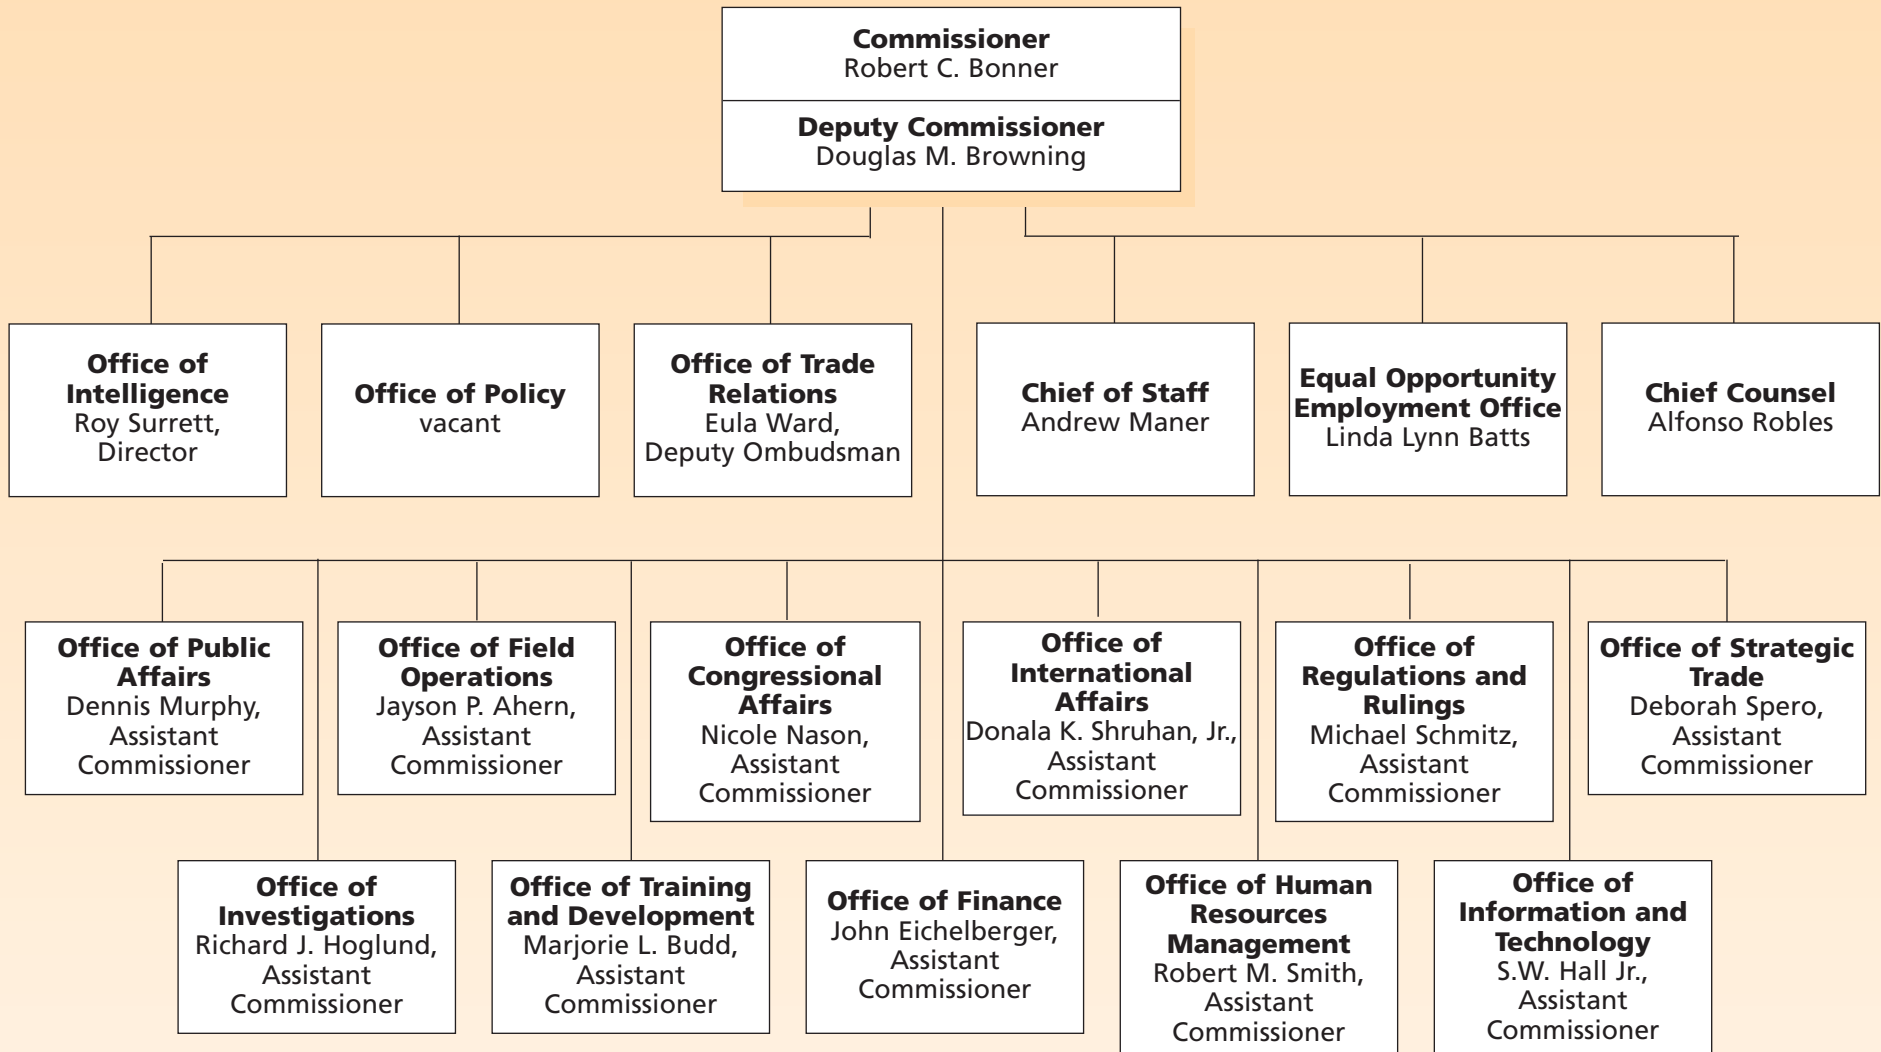 Commissioner
Robert C. Bonner
Deputy Commissioner
Douglas M. Browning
Office of
Intelligence
Roy Surrett,
Director
Office of Policy
vacant
Office of Trade
Relations
Eula Ward,
Deputy Ombudsman
Chief of Staff
Andrew Maner
Equal Opportunity
Employment Office
Linda Lynn Batts
Chief Counsel
Alfonso Robles
Office of Public
Affairs
Dennis Murphy,
Assistant
Commissioner
Office of Field
Operations
Jayson P. Ahern,
Assistant
Commissioner
Office of
Congressional
Affairs
Nicole Nason,
Assistant
Commissioner
Office of
International
Affairs
Donala K. Shruhan, Jr.,
Assistant
Commissioner
Office of
Regulations and
Rulings
Michael Schmitz,
Assistant
Commissioner
Office of Strategic
Trade
Deborah Spero,
Assistant
Commissioner
Office of
Investigations
Richard J. Hoglund,
Assistant
Commissioner
Office of Training
and Development
Marjorie L. Budd,
Assistant
Commissioner
Office of Finance
John Eichelberger,
Assistant
Commissioner
Office of Human
Resources
Management
Robert M. Smith,
Assistant
Commissioner
Office of
Information and
Technology
S.W. Hall Jr.,
Assistant
Commissioner